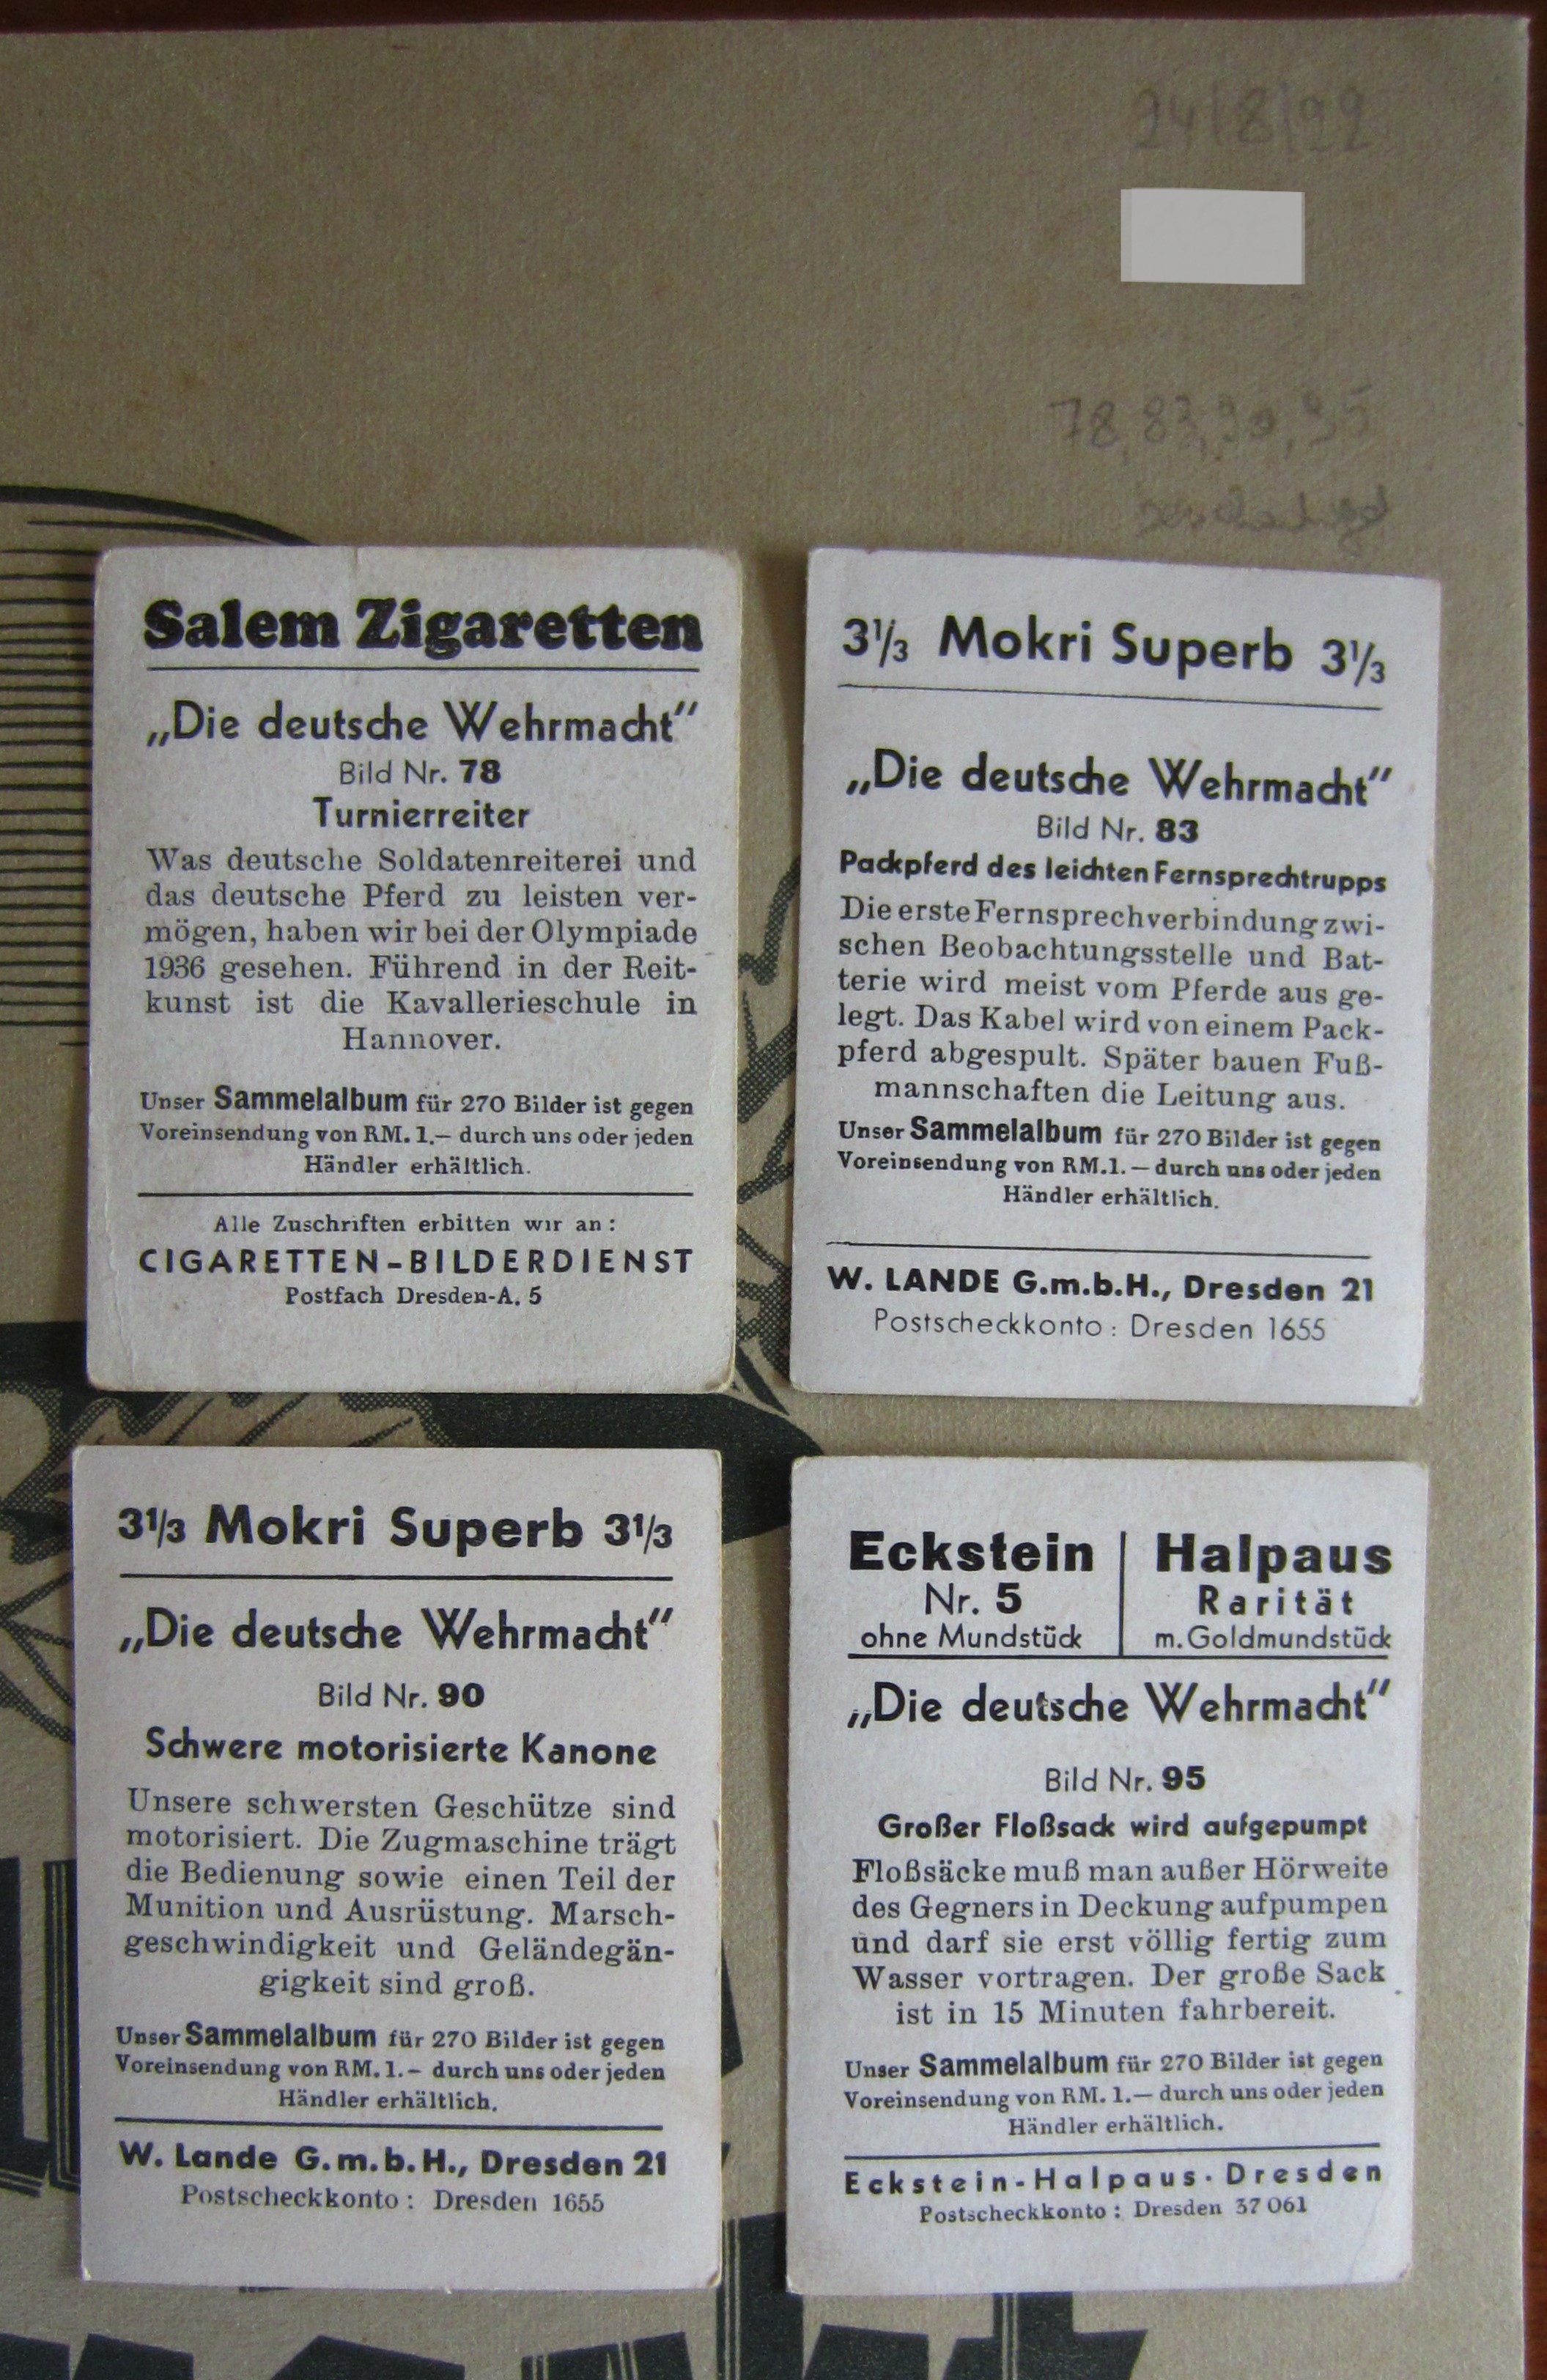 24/8/22
78, 83, 90, 95
Salem Zigaretten
„Die deutsche Wehrmacht“
Bild Nr. 78
Turnierreiter
Was deutsche Soldatenreiterei und
das deutsche Pferd zu leisten ver-
mögen, haben wir bei der Olympiade
1936 gesehen. Führend in der Reit-
kunst ist die Kavallerieschule in
Hannover.
Unser Sammelalbum für 270 Bilder ist gegen
Voreinsendung von RM. 1.— durch uns oder jeden
Händler erhältlich.
Alle Zuschriften erbitten wir an:
CIGARETTEN-BILDERDIENST
Postfach Dresden-A. 5
3⅓ Mokri Superb 3⅓
„Die deutsche Wehrmacht“
Bild Nr. 83
Packpferd des leichten Fernsprechtrupps
Die erste Fernsprechverbindung zwi-
schen Beobachtungsstelle und Bat-
terie wird meist vom Pferde aus ge-
legt. Das Kabel wird von einem Pack-
pferd abgespult. Später bauen Fuß-
mannschaften die Leitung aus.
Unser Sammelalbum für 270 Bilder ist gegen
Voreinsendung von RM. 1.— durch uns oder jeden
Händler erhältlich.
W. LANDE G.m.b.H., Dresden 21
Postscheckkonto: Dresden 1655
3⅓ Mokri Superb 3⅓
„Die deutsche Wehrmacht“
Bild Nr. 90
Schwere motorisierte Kanone
Unsere schwersten Geschütze sind
motorisiert. Die Zugmaschine trägt
die Bedienung sowie einen Teil der
Munition und Ausrüstung. Marsch-
geschwindigkeit und Geländegän-
gigkeit sind groß.
Unser Sammelalbum für 270 Bilder ist gegen
Voreinsendung von RM. 1.— durch uns oder jeden
Händler erhältlich.
W. Lande G.m.b.H., Dresden 21
Postscheckkonto: Dresden 1655
Eckstein | Halpaus
Nr. 5 | Rarität
ohne Mundstück | m. Goldmundstück
„Die deutsche Wehrmacht“
Bild Nr. 95
Großer Floßsack wird aufgepumpt
Floßsäcke muß man außer Hörweite
des Gegners in Deckung aufpumpen
und darf sie erst völlig fertig zum
Wasser vortragen. Der große Sack
ist in 15 Minuten fahrbereit.
Unser Sammelalbum für 270 Bilder ist gegen
Voreinsendung von RM. 1.— durch uns oder jeden
Händler erhältlich.
Eckstein-Halpaus · Dresden
Postscheckkonto: Dresden 37 061